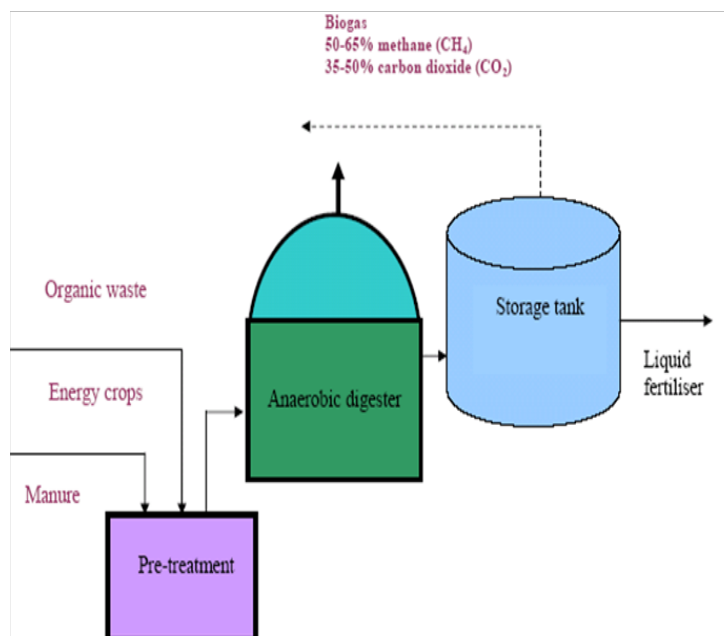 Biogas
50-65% methane (CH₄)
35-50% carbon dioxide (CO₂)
Organic waste
Storage tank
Liquid
fertiliser
Energy crops
Anaerobic digester
Manure
Pre-treatment